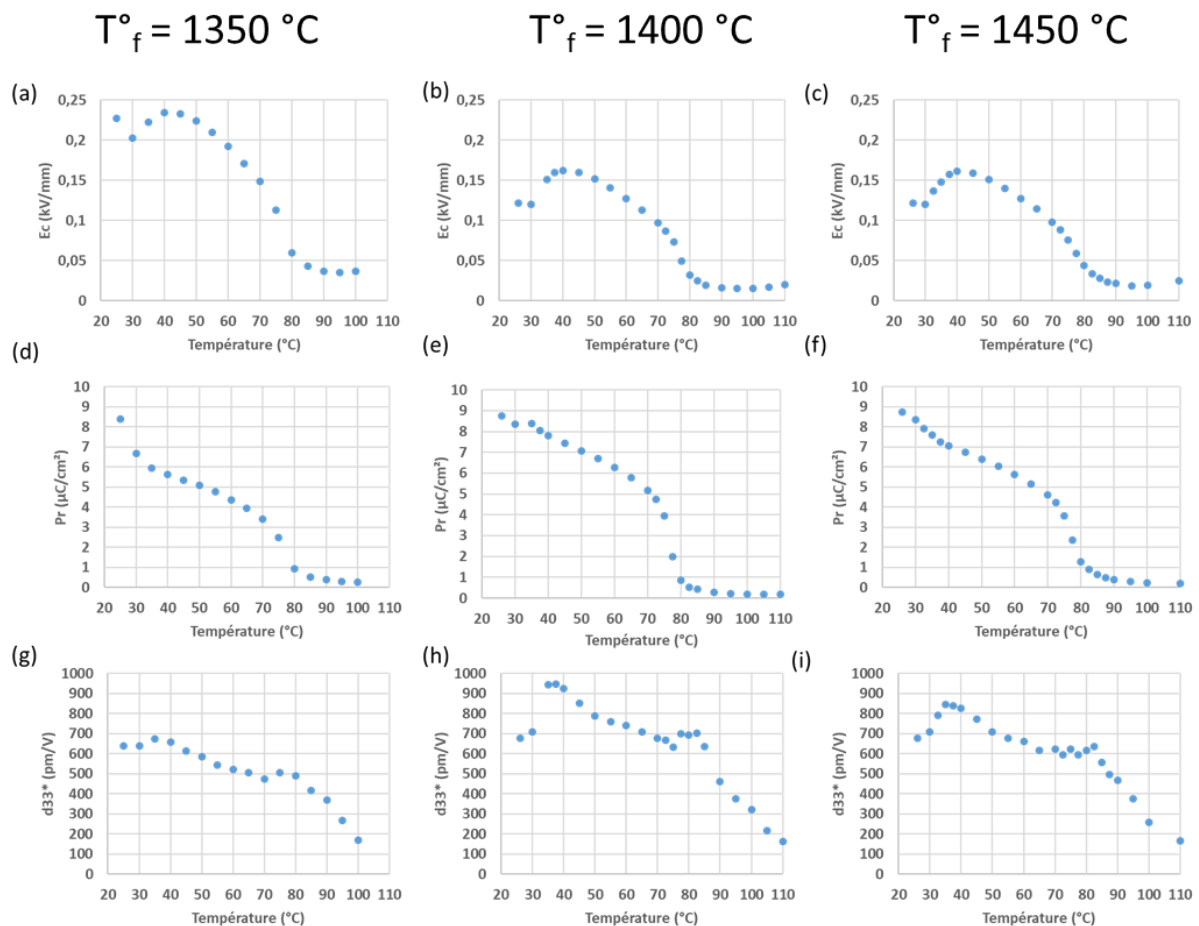 T°f = 1350 °C T°f = 1400 °C T°f = 1450 °C
(a) (b) (c)
0,25 0,25 0,25
0,2 0,2 0,2
0,15 0,15 0,15
0,1 0,1 0,1
0,05 0,05 0,05
0 0 0
Ec (kV/mm) Ec (kV/mm) Ec (kV/mm)
20 30 40 50 60 70 80 90 100 110 20 30 40 50 60 70 80 90 100 110 20 30 40 50 60 70 80 90 100 110
Température (°C) Température (°C) Température (°C)
(d) (e) (f)
10 10 10
9 9 9
8 8 8
7 7 7
6 6 6
5 5 5
4 4 4
3 3 3
2 2 2
1 1 1
0 0 0
Pr (µC/cm²) Pr (µC/cm²) Pr (µC/cm²)
20 30 40 50 60 70 80 90 100 110 20 30 40 50 60 70 80 90 100 110 20 30 40 50 60 70 80 90 100 110
Température (°C) Température (°C) Température (°C)
(g) (h) (i)
1000 1000 1000
900 900 900
800 800 800
700 700 700
600 600 600
500 500 500
400 400 400
300 300 300
200 200 200
100 100 100
0 0 0
d33* (pm/V) d33* (pm/V) d33* (pm/V)
20 30 40 50 60 70 80 90 100 110 20 30 40 50 60 70 80 90 100 110 20 30 40 50 60 70 80 90 100 110
Température (°C) Température (°C) Température (°C)